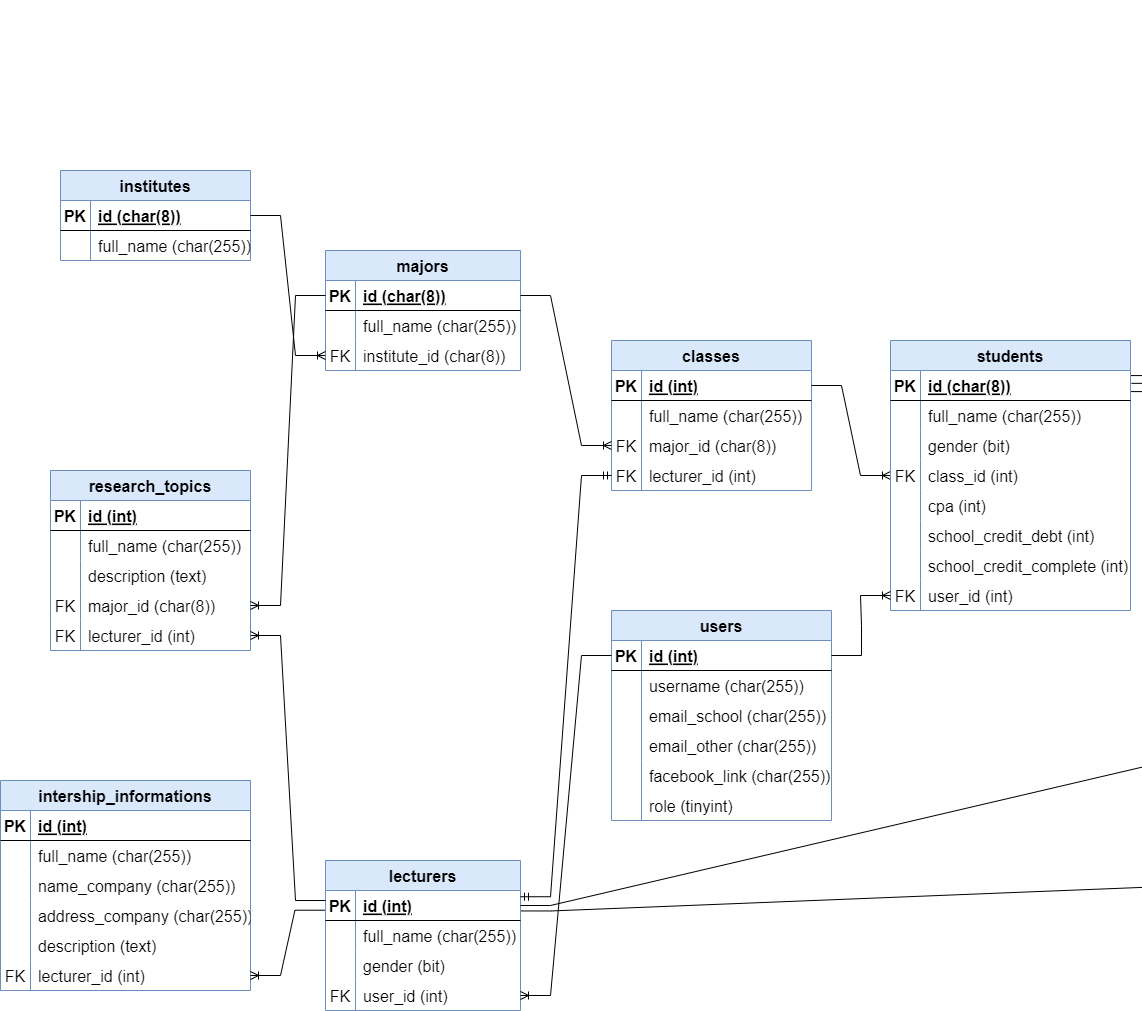 institutes
PK id (char(8))
full_name (char(255))
majors
PK id (char(8))
full_name (char(255))
FK institute_id (char(8))
classes
PK id (int)
full_name (char(255))
FK major_id (char(8))
FK lecturer_id (int)
students
PK id (char(8))
full_name (char(255))
gender (bit)
FK class_id (int)
cpa (int)
school_credit_debt (int)
school_credit_complete (int)
FK user_id (int)
research_topics
PK id (int)
full_name (char(255))
description (text)
FK major_id (char(8))
FK lecturer_id (int)
users
PK id (int)
username (char(255))
email_school (char(255))
email_other (char(255))
facebook_link (char(255))
role (tinyint)
intership_informations
PK id (int)
full_name (char(255))
name_company (char(255))
address_company (char(255))
description (text)
FK lecturer_id (int)
lecturers
PK id (int)
full_name (char(255))
gender (bit)
FK user_id (int)